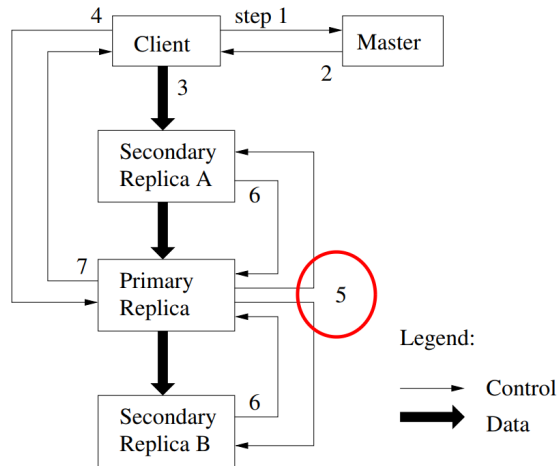 4
step 1
Client
Master
2
3
Secondary
Replica A
6
7
Primary
Replica
5
Legend:
Control
6
Secondary
Replica B
Data